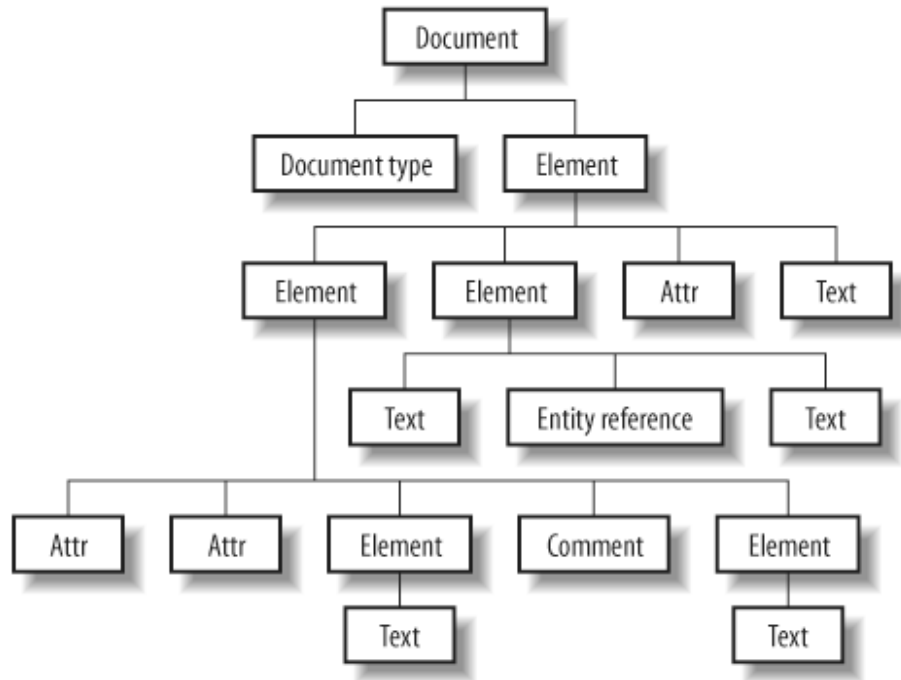 Document
Document type
Element
Element
Element
Attr
Text
Text
Entity reference
Text
Attr
Attr
Element
Comment
Element
Text
Text